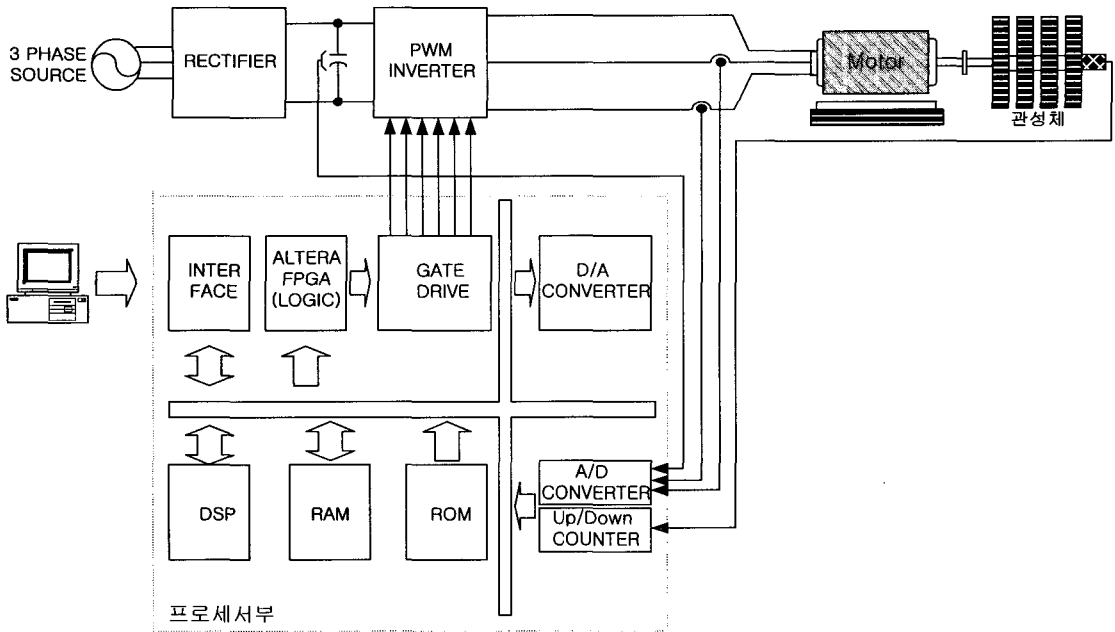 3 PHASE
SOURCE
RECTIFIER
PWM
INVERTER
Motor
관성체
INTER
FACE
ALTERA
FPGA
(LOGIC)
GATE
DRIVE
D/A
CONVERTER
DSP
RAM
ROM
A/D
CONVERTER
Up/Down
COUNTER
프로세서부